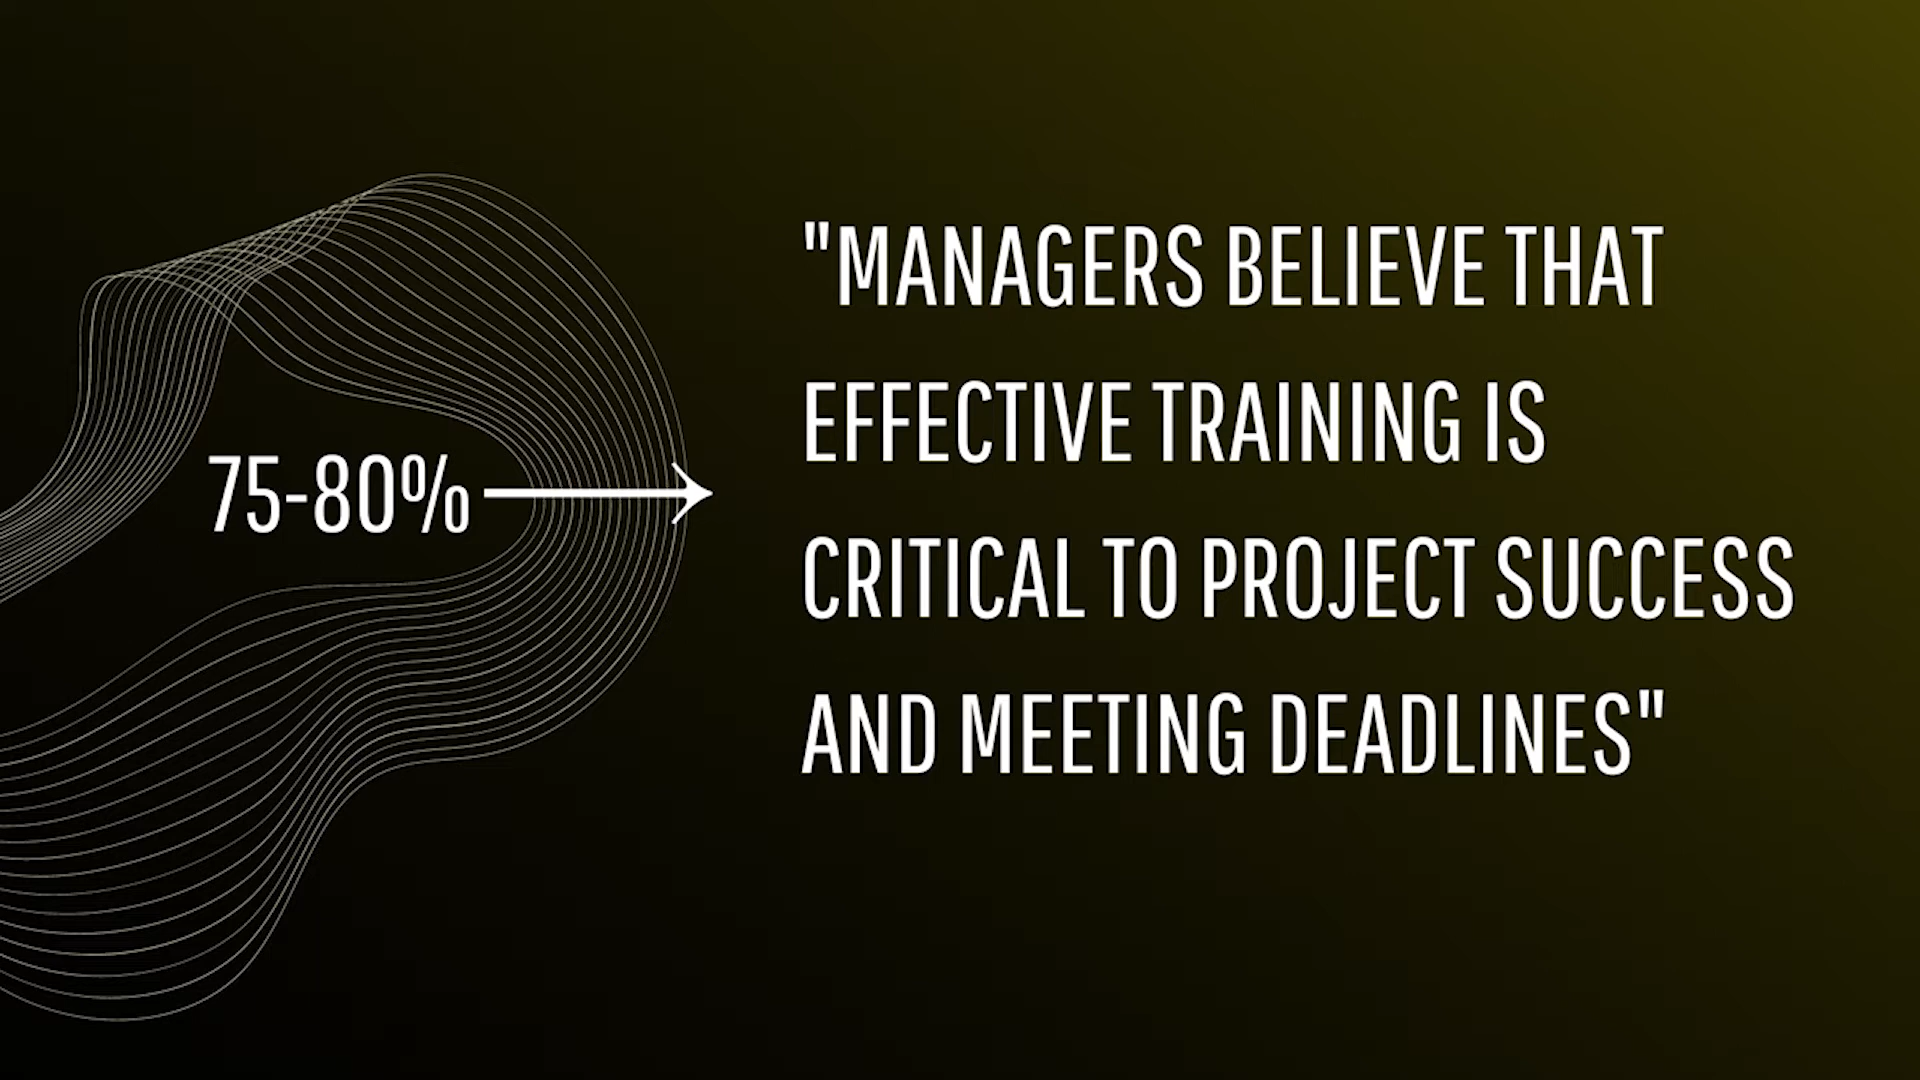 75-80%
"MANAGERS BELIEVE THAT
EFFECTIVE TRAINING IS
CRITICAL TO PROJECT SUCCESS
AND MEETING DEADLINES"